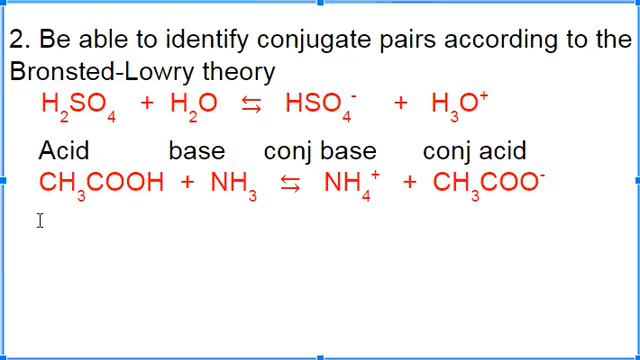 2. Be able to identify conjugate pairs according to the
Bronsted-Lowry theory
H₂SO₄ + H₂O ⇆ HSO₄⁻ + H₃O⁺
Acid base conj base conj acid
CH₃COOH + NH₃ ⇆ NH₄⁺ + CH₃COO⁻